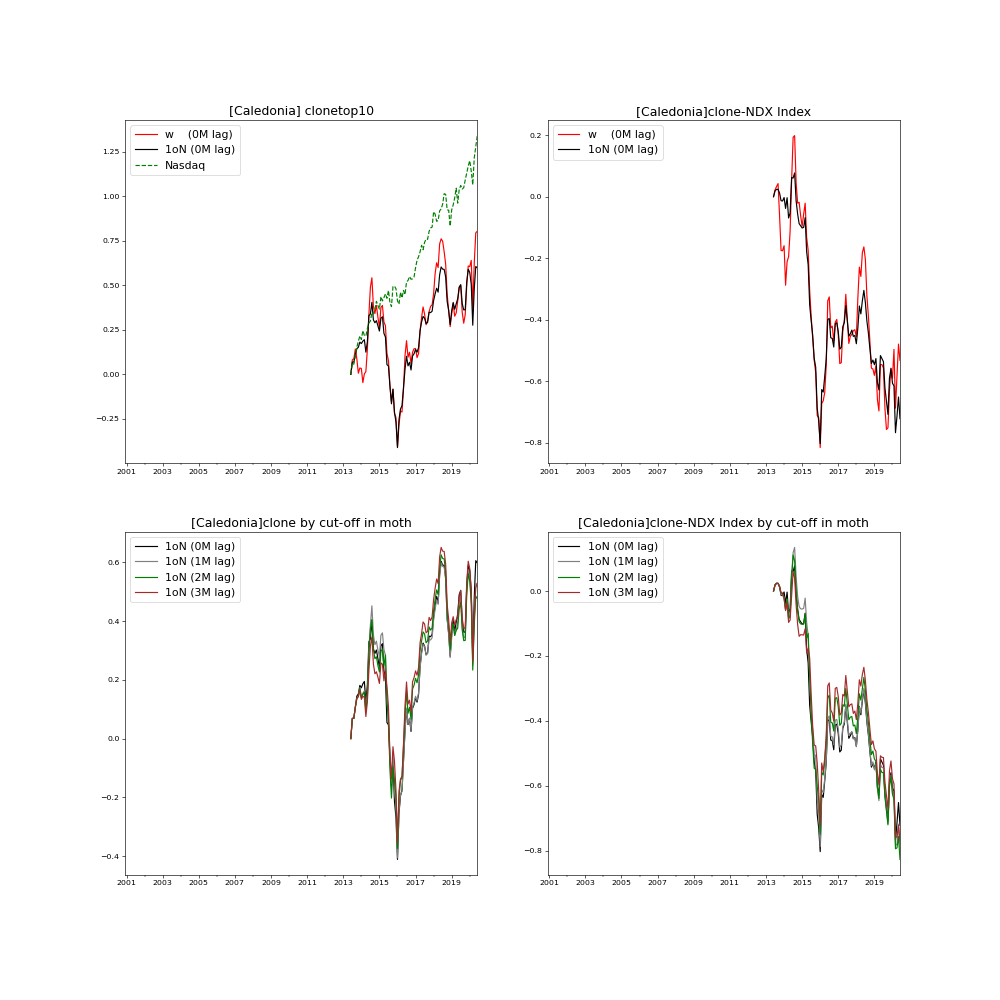 [Caledonia] clonetop10
w    (0M lag)
1oN (0M lag)
Nasdaq
1.25
1.00
0.75
0.50
0.25
0.00
−0.25
2001 2003 2005 2007 2009 2011 2013 2015 2017 2019
[Caledonia]clone-NDX Index
w    (0M lag)
1oN (0M lag)
0.2
0.0
−0.2
−0.4
−0.6
−0.8
2001 2003 2005 2007 2009 2011 2013 2015 2017 2019
[Caledonia]clone by cut-off in moth
1oN (0M lag)
1oN (1M lag)
1oN (2M lag)
1oN (3M lag)
0.6
0.4
0.2
0.0
−0.2
−0.4
2001 2003 2005 2007 2009 2011 2013 2015 2017 2019
[Caledonia]clone-NDX Index by cut-off in moth
1oN (0M lag)
1oN (1M lag)
1oN (2M lag)
1oN (3M lag)
0.0
−0.2
−0.4
−0.6
−0.8
2001 2003 2005 2007 2009 2011 2013 2015 2017 2019